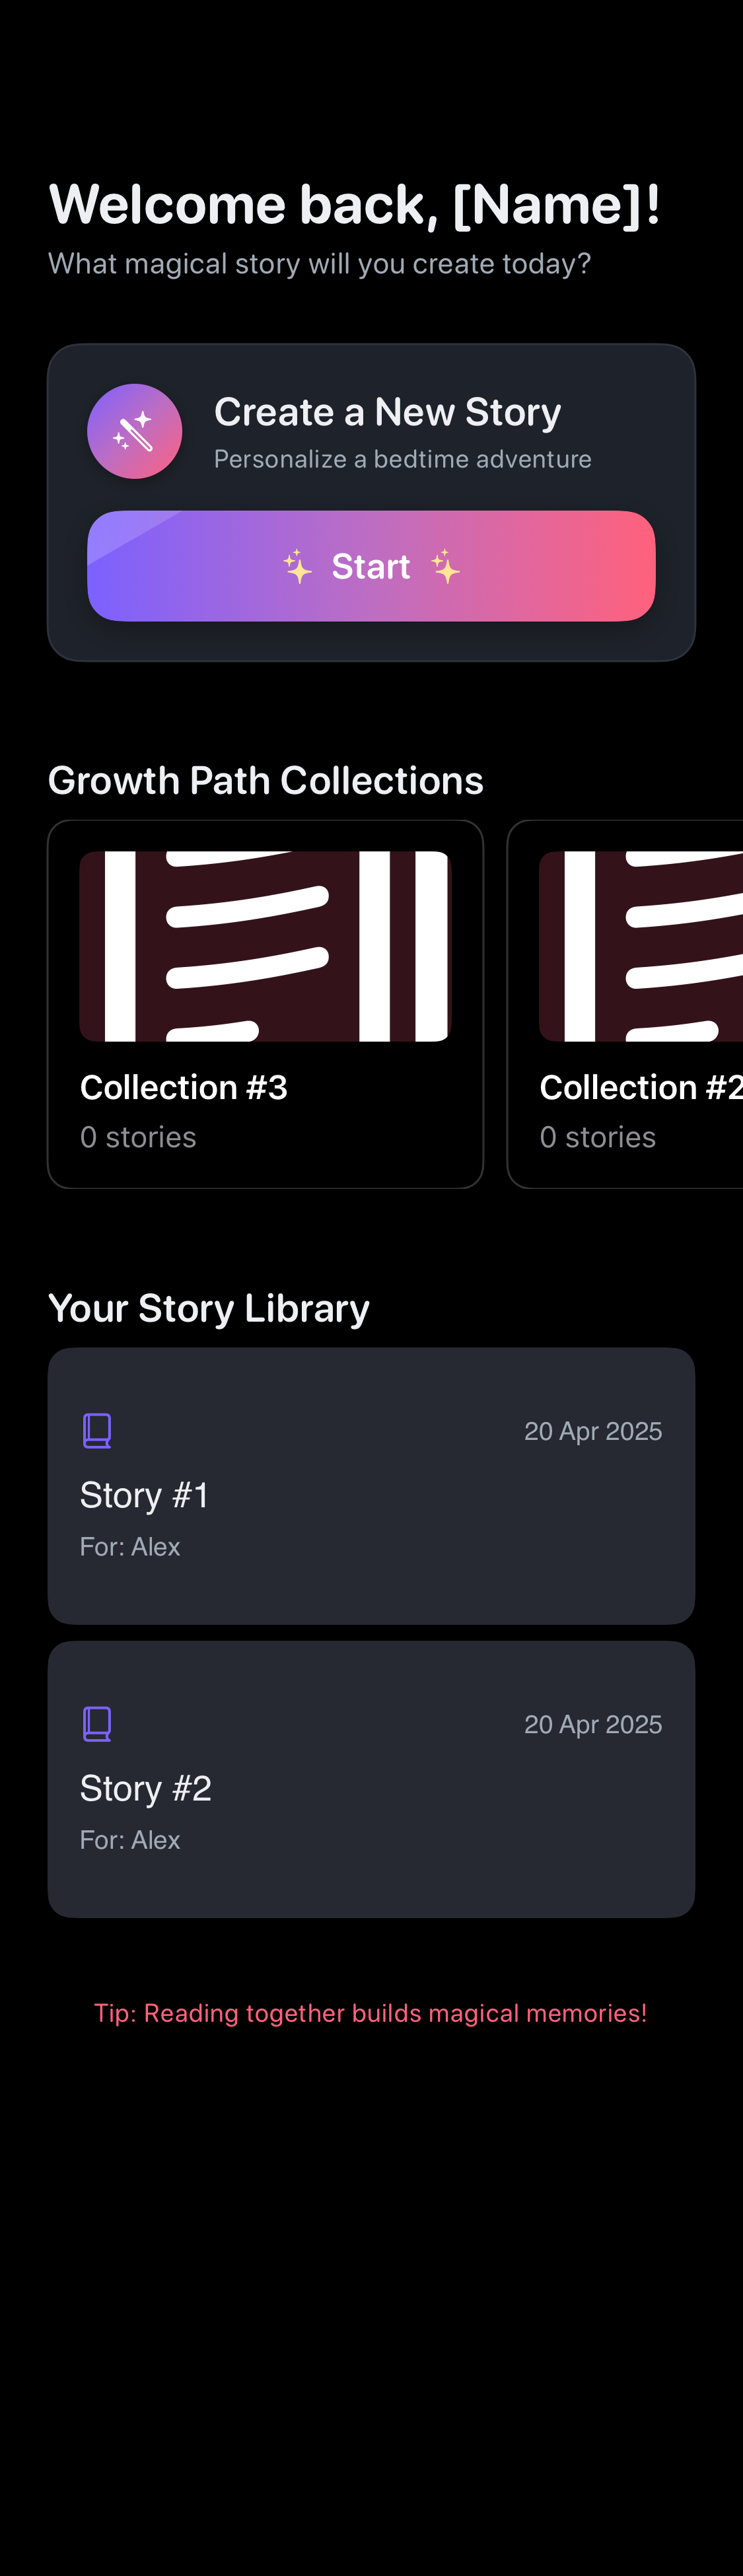 Welcome back, [Name]!
What magical story will you create today?
Create a New Story
Personalize a bedtime adventure
✨ Start ✨
Growth Path Collections
Collection #3
0 stories
Collection #2
0 stories
Your Story Library
20 Apr 2025
Story #1
For: Alex
20 Apr 2025
Story #2
For: Alex
Tip: Reading together builds magical memories!